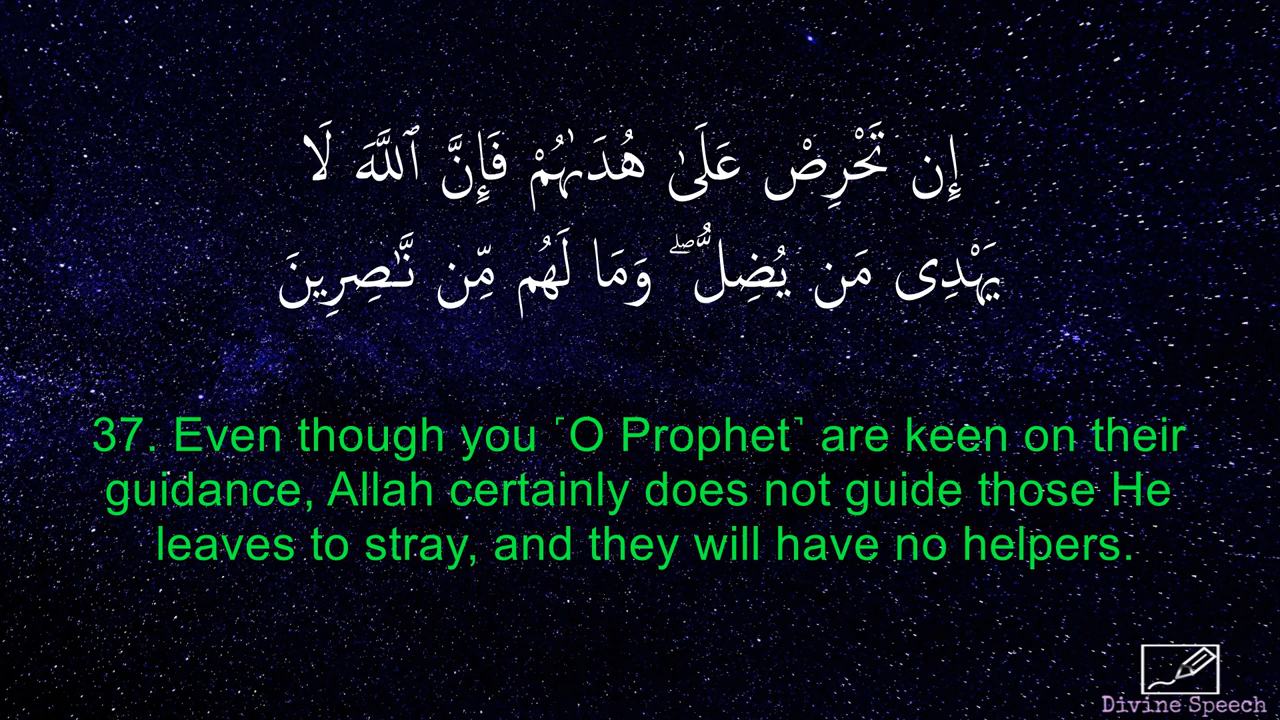 إِن تَحْرِصْ عَلَىٰ هُدَىٰهُمْ فَإِنَّ ٱللَّهَ لَا
يَهْدِى مَن يُضِلُّ ۖ وَمَا لَهُم مِّن نَّـٰصِرِينَ
37. Even though you ˹O Prophet˺ are keen on their
guidance, Allah certainly does not guide those He
leaves to stray, and they will have no helpers.
Divine Speech